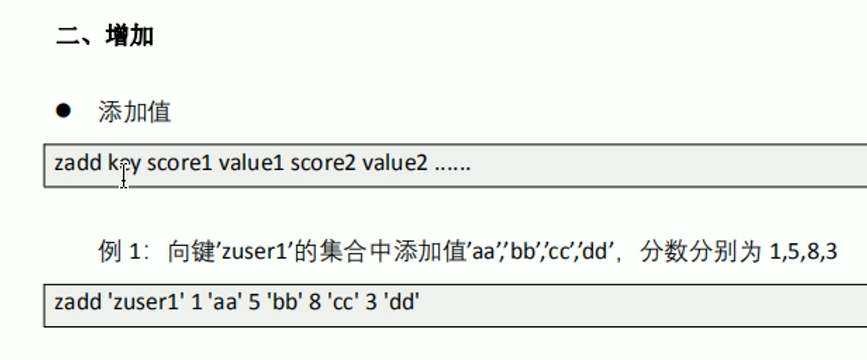 二、增加
● 添加值
zadd key score1 value1 score2 value2 ......
例 1：向键'zuser1'的集合中添加值'aa','bb','cc','dd'，分数分别为 1,5,8,3
zadd 'zuser1' 1 'aa' 5 'bb' 8 'cc' 3 'dd'